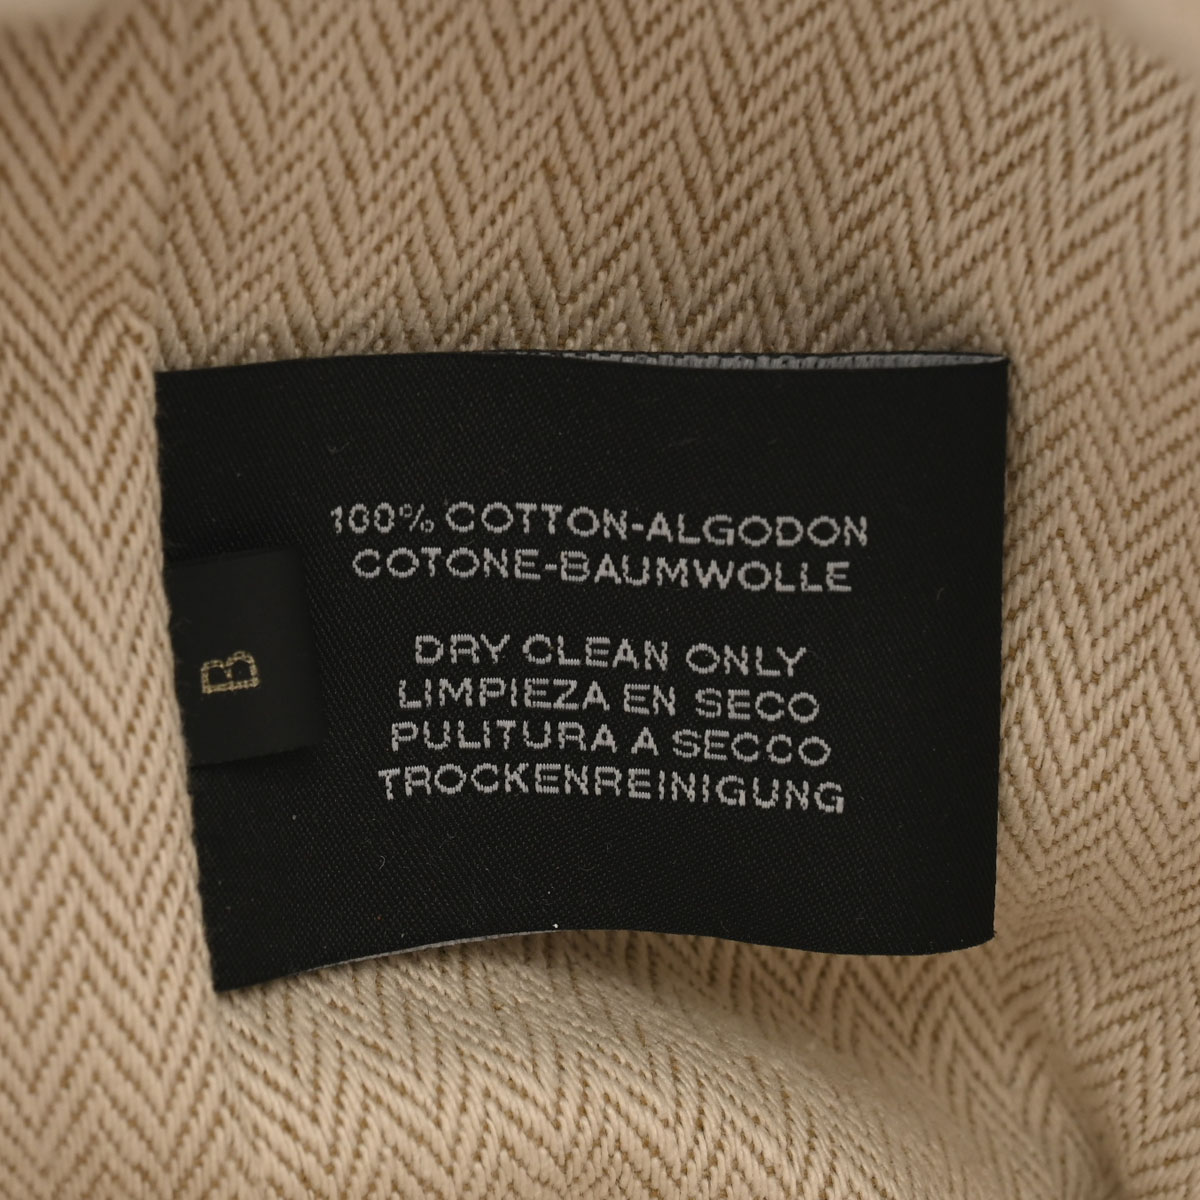 100% COTTON-ALGODON
COTONE-BAUMWOLLE
DRY CLEAN ONLY
LIMPIEZA EN SECO
PULITURA A SECCO
TROCKENREINIGUNG
B